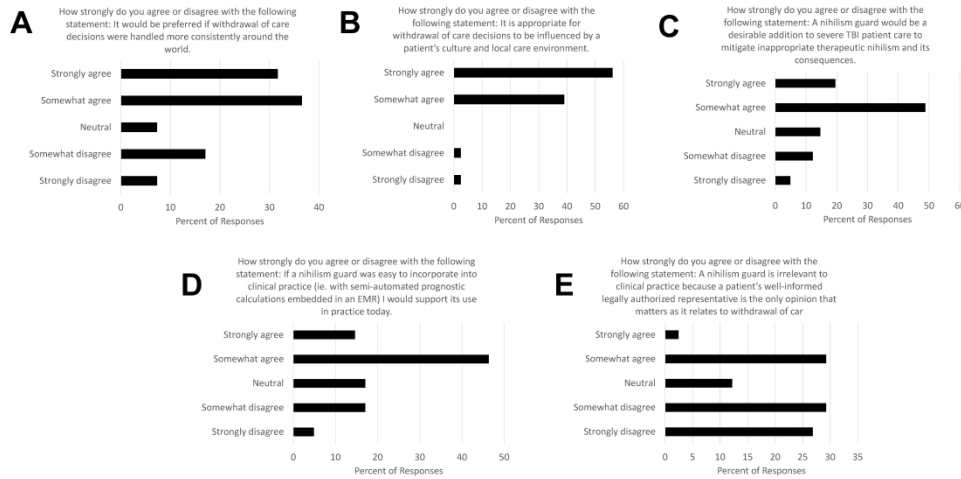 A
How strongly do you agree or disagree with the following
statement: It would be preferred if withdrawal of care
decisions were handled more consistently around the
world.
Strongly agree
Somewhat agree
Neutral
Somewhat disagree
Strongly disagree
0 10 20 30 40
Percent of Responses
B
How strongly do you agree or disagree with the
following statement: It is appropriate for
withdrawal of care decisions to be influenced by a
patient's culture and local care environment.
Strongly agree
Somewhat agree
Neutral
Somewhat disagree
Strongly disagree
0 10 20 30 40 50 60
Percent of Responses
C
How strongly do you agree or disagree with the
following statement: A nihilism guard would be a
desirable addition to severe TBI patient care to
mitigate inappropriate therapeutic nihilism and its
consequences.
Strongly agree
Somewhat agree
Neutral
Somewhat disagree
Strongly disagree
0 10 20 30 40 50 60
Percent of Responses
D
How strongly do you agree or disagree with the following
statement: If a nihilism guard was easy to incorporate into
clinical practice (ie. with semi-automated prognostic
calculations embedded in an EMR) I would support its use
in practice today.
Strongly agree
Somewhat agree
Neutral
Somewhat disagree
Strongly disagree
0 10 20 30 40 50
Percent of Responses
E
How strongly do you agree or disagree with the
following statement: A nihilism guard is irrelevant to
clinical practice because a patient's well-informed
legally authorized representative is the only opinion that
matters as it relates to withdrawal of car
Strongly agree
Somewhat agree
Neutral
Somewhat disagree
Strongly disagree
0 5 10 15 20 25 30 35
Percent of Responses